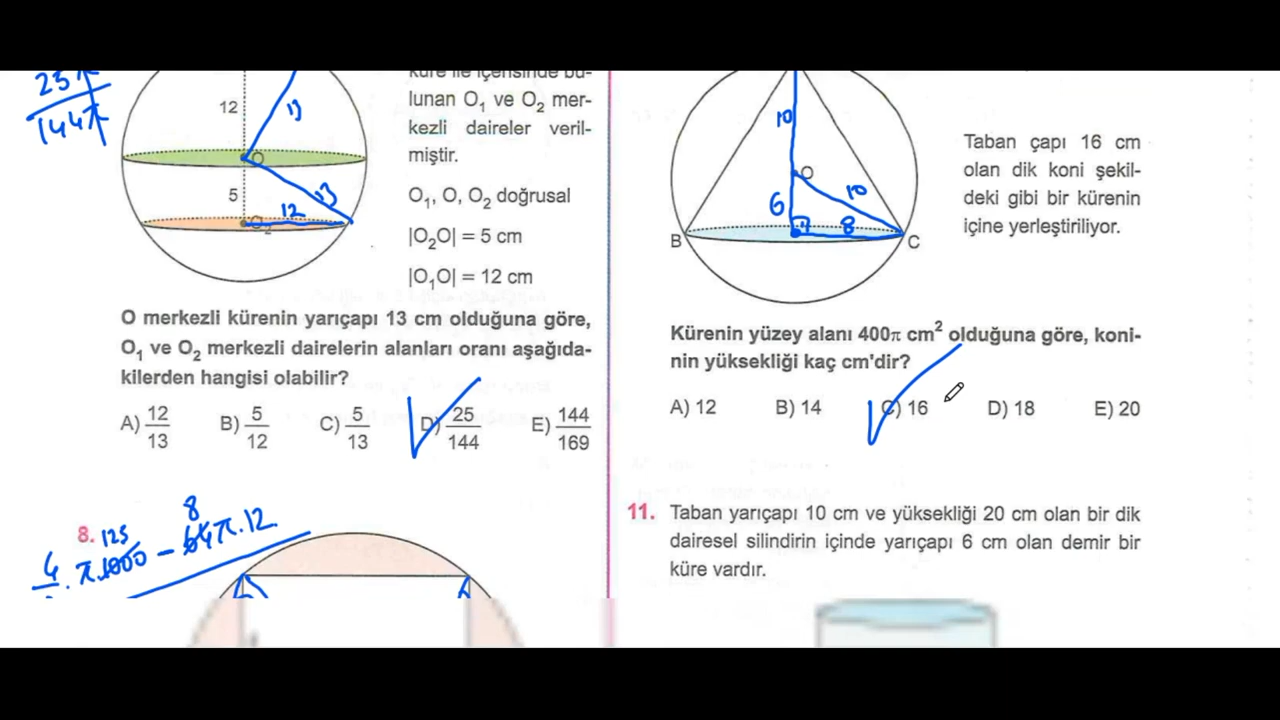 25π
144π
12
13
O
5
13
12
O₂
küre ile içerisinde bu-
lunan O₁ ve O₂ mer-
kezli daireler veril-
miştir.
O₁, O, O₂ doğrusal
|O₂O| = 5 cm
|O₁O| = 12 cm
O merkezli kürenin yarıçapı 13 cm olduğuna göre,
O₁ ve O₂ merkezli dairelerin alanları oranı aşağıda-
kilerden hangisi olabilir?
A) 12/13 B) 5/12 C) 5/13 D) 25/144 E) 144/169
8.
125 8
4 . π.1000 − 64π.12
10
O
10
6
8
B
C
Taban çapı 16 cm
olan dik koni şekil-
deki gibi bir kürenin
içine yerleştiriliyor.
Kürenin yüzey alanı 400π cm² olduğuna göre, koni-
nin yüksekliği kaç cm'dir?
A) 12 B) 14 C) 16 D) 18 E) 20
11. Taban yarıçapı 10 cm ve yüksekliği 20 cm olan bir dik
dairesel silindirin içinde yarıçapı 6 cm olan demir bir
küre vardır.